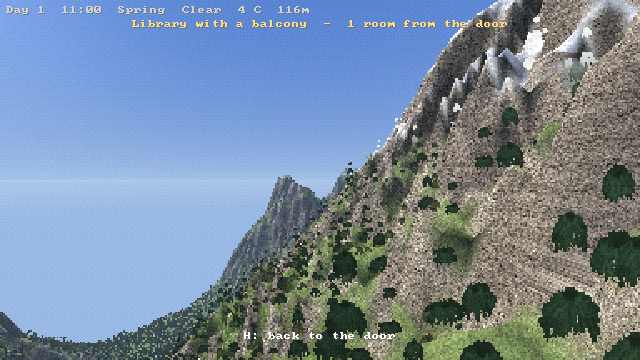 Day 1  11:00  Spring  Clear  4 C  116m
Library with a balcony  -  1 room from the door
H: back to the door